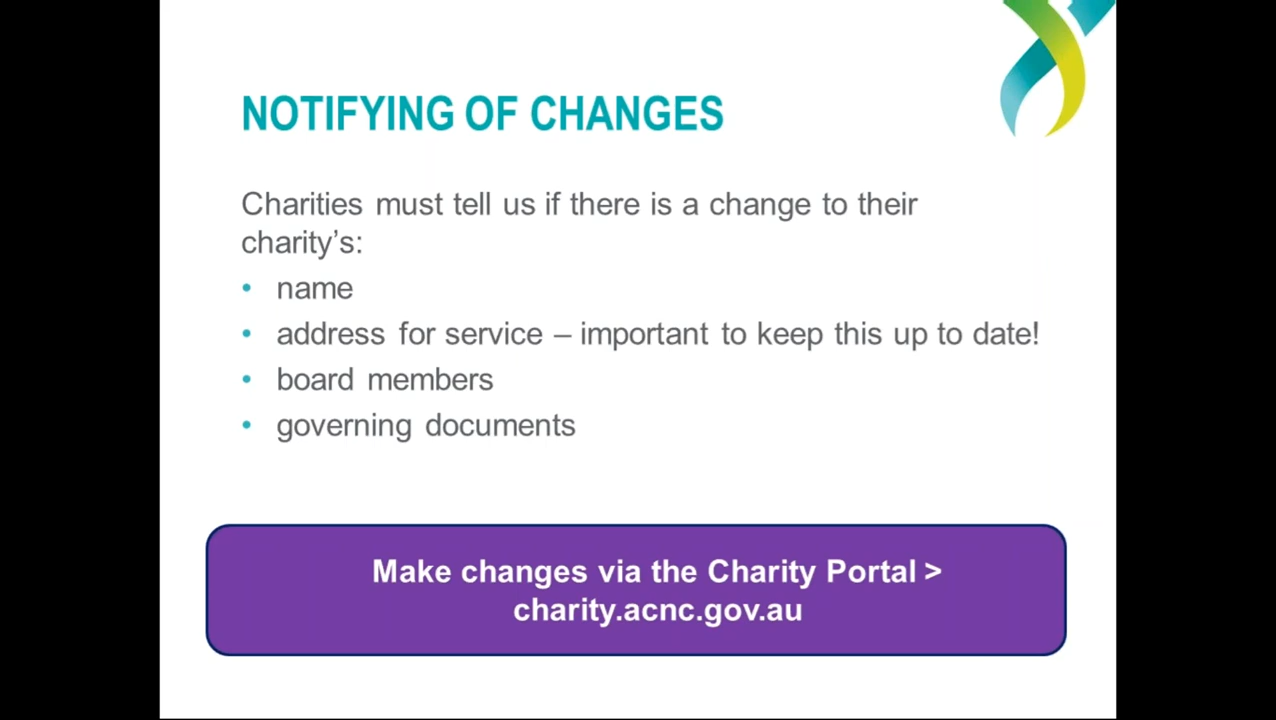 NOTIFYING OF CHANGES
Charities must tell us if there is a change to their
charity's:
• name
• address for service – important to keep this up to date!
• board members
• governing documents
Make changes via the Charity Portal >
charity.acnc.gov.au